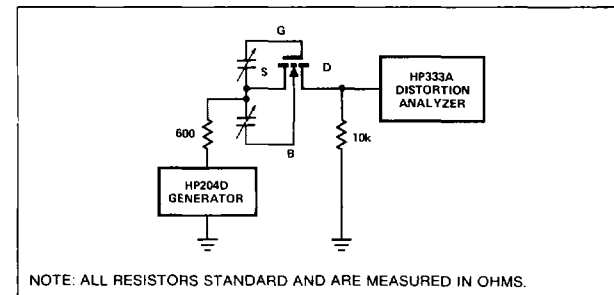 G
S
D
HP333A
DISTORTION
ANALYZER
600
10k
B
HP204D
GENERATOR
NOTE: ALL RESISTORS STANDARD AND ARE MEASURED IN OHMS.